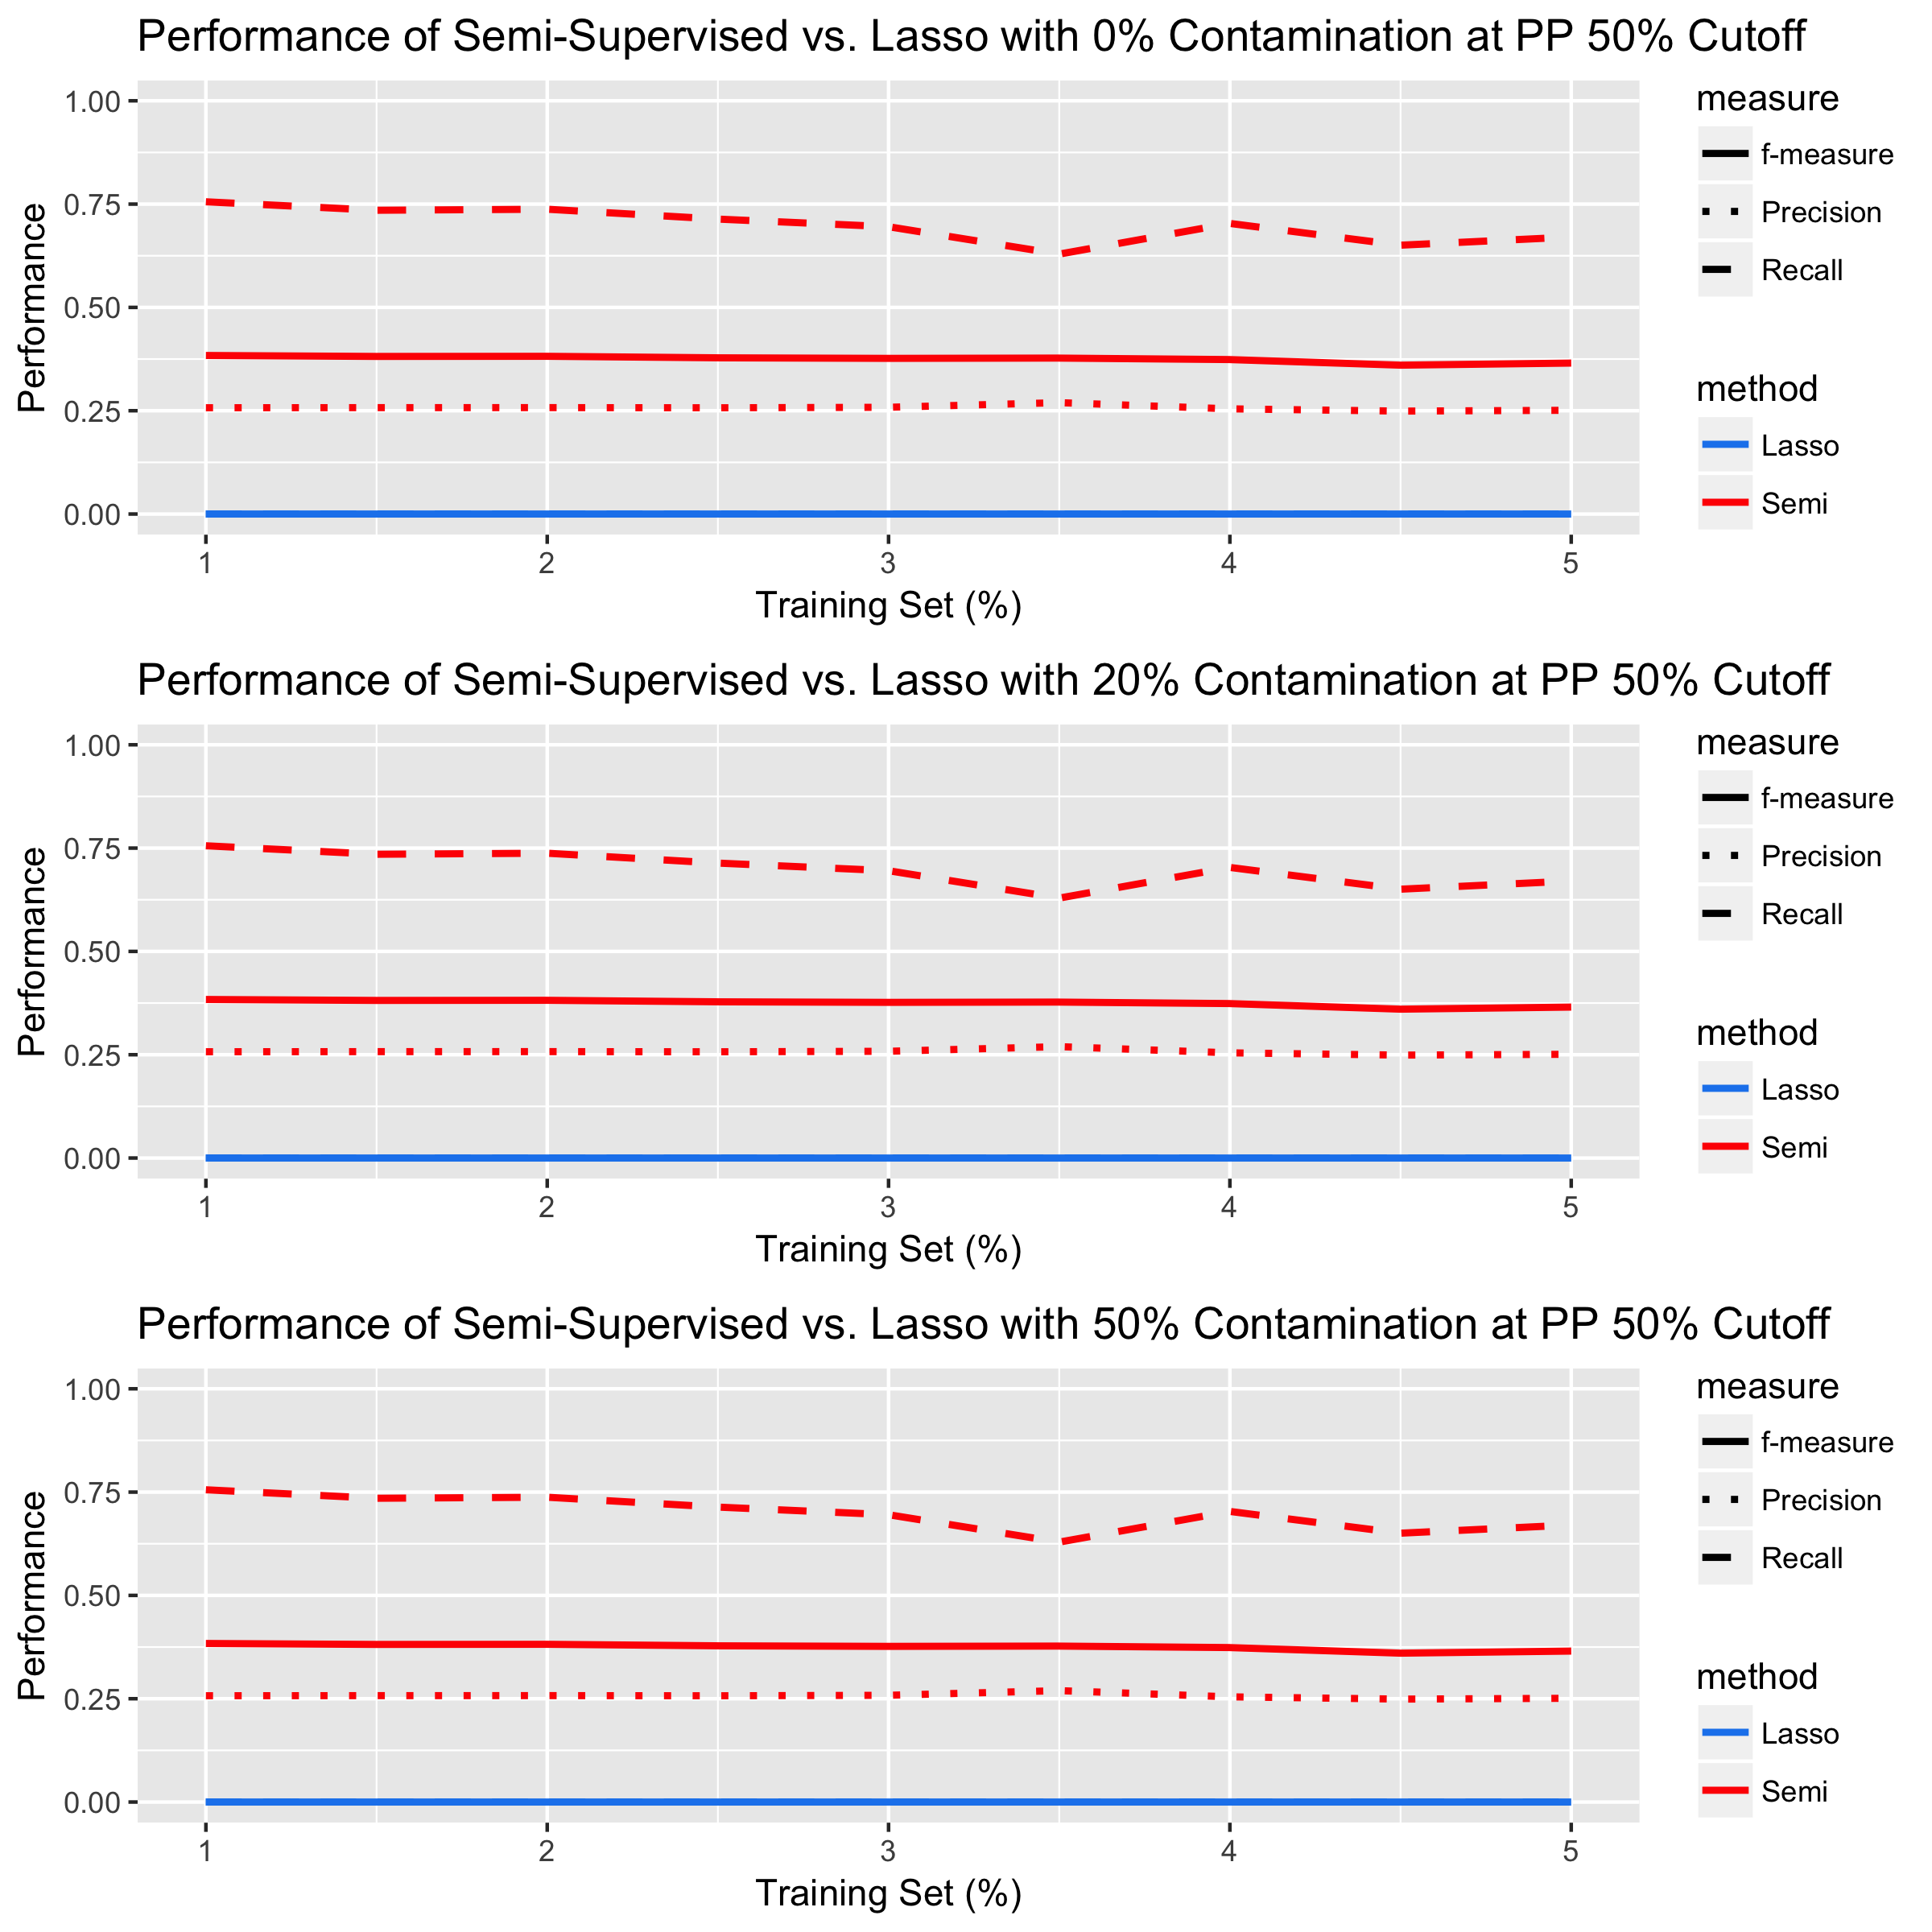 Performance of Semi-Supervised vs. Lasso with 0% Contamination at PP 50% Cutoff
1.00
0.75
0.50
0.25
0.00
Performance
1 2 3 4 5
Training Set (%)
measure
f-measure
Precision
Recall
method
Lasso
Semi
Performance of Semi-Supervised vs. Lasso with 20% Contamination at PP 50% Cutoff
1.00
0.75
0.50
0.25
0.00
Performance
1 2 3 4 5
Training Set (%)
measure
f-measure
Precision
Recall
method
Lasso
Semi
Performance of Semi-Supervised vs. Lasso with 50% Contamination at PP 50% Cutoff
1.00
0.75
0.50
0.25
0.00
Performance
1 2 3 4 5
Training Set (%)
measure
f-measure
Precision
Recall
method
Lasso
Semi